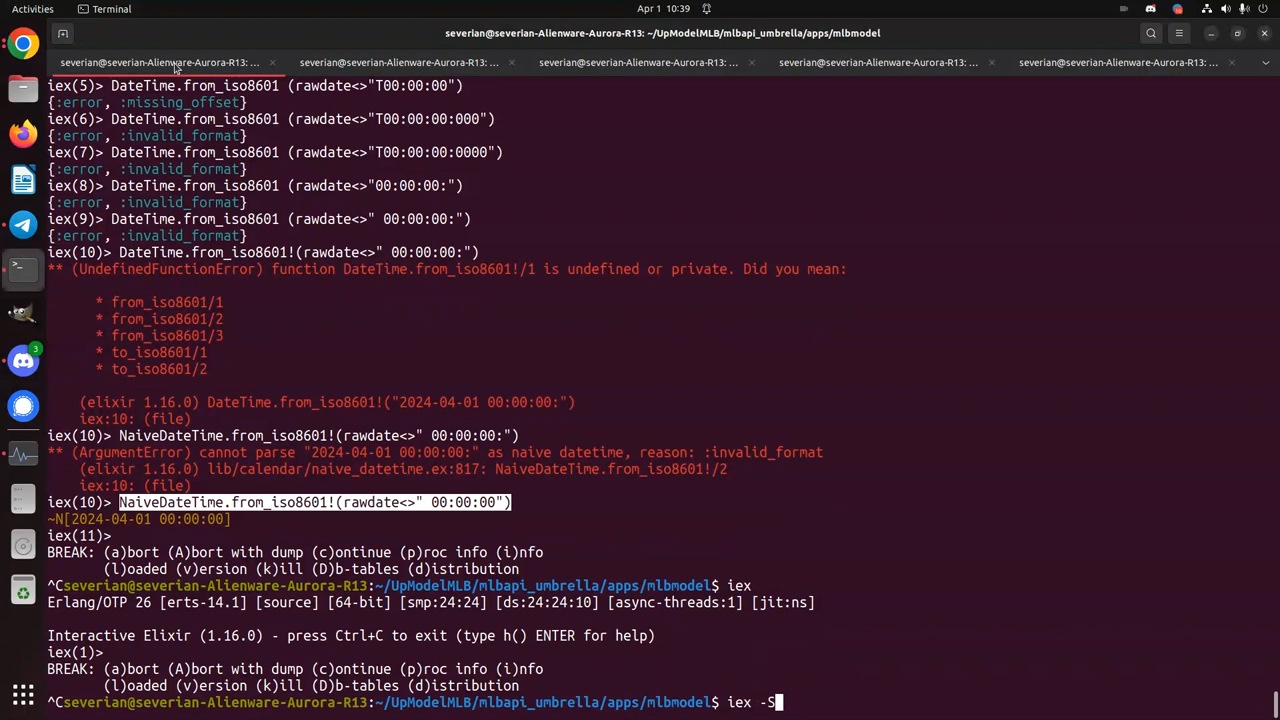 Activities
Terminal
Apr 1 10:39
severian@severian-Alienware-Aurora-R13: ~/UpModelMLB/mlbapi_umbrella/apps/mlbmodel
severian@severian-Alienware-Aurora-R13: ...
severian@severian-Alienware-Aurora-R13: ...
severian@severian-Alienware-Aurora-R13: ...
severian@severian-Alienware-Aurora-R13: ...
severian@severian-Alienware-Aurora-R13: ...
iex(5)> DateTime.from_iso8601 (rawdate<>"T00:00:00")
{:error, :missing_offset}
iex(6)> DateTime.from_iso8601 (rawdate<>"T00:00:00:000")
{:error, :invalid_format}
iex(7)> DateTime.from_iso8601 (rawdate<>"T00:00:00:0000")
{:error, :invalid_format}
iex(8)> DateTime.from_iso8601 (rawdate<>"00:00:00:")
{:error, :invalid_format}
iex(9)> DateTime.from_iso8601 (rawdate<>" 00:00:00:")
{:error, :invalid_format}
iex(10)> DateTime.from_iso8601!(rawdate<>" 00:00:00:")
** (UndefinedFunctionError) function DateTime.from_iso8601!/1 is undefined or private. Did you mean:
* from_iso8601/1
* from_iso8601/2
* from_iso8601/3
* to_iso8601/1
* to_iso8601/2
(elixir 1.16.0) DateTime.from_iso8601!("2024-04-01 00:00:00:")
iex:10: (file)
iex(10)> NaiveDateTime.from_iso8601!(rawdate<>" 00:00:00:")
** (ArgumentError) cannot parse "2024-04-01 00:00:00:" as naive datetime, reason: :invalid_format
(elixir 1.16.0) lib/calendar/naive_datetime.ex:817: NaiveDateTime.from_iso8601!/2
iex:10: (file)
iex(10)> NaiveDateTime.from_iso8601!(rawdate<>" 00:00:00")
~N[2024-04-01 00:00:00]
iex(11)>
BREAK: (a)bort (A)bort with dump (c)ontinue (p)roc info (i)nfo
(l)oaded (v)ersion (k)ill (D)b-tables (d)istribution
^Cseverian@severian-Alienware-Aurora-R13:~/UpModelMLB/mlbapi_umbrella/apps/mlbmodel$ iex
Erlang/OTP 26 [erts-14.1] [source] [64-bit] [smp:24:24] [ds:24:24:10] [async-threads:1] [jit:ns]
Interactive Elixir (1.16.0) - press Ctrl+C to exit (type h() ENTER for help)
iex(1)>
BREAK: (a)bort (A)bort with dump (c)ontinue (p)roc info (i)nfo
(l)oaded (v)ersion (k)ill (D)b-tables (d)istribution
^Cseverian@severian-Alienware-Aurora-R13:~/UpModelMLB/mlbapi_umbrella/apps/mlbmodel$ iex -S
3